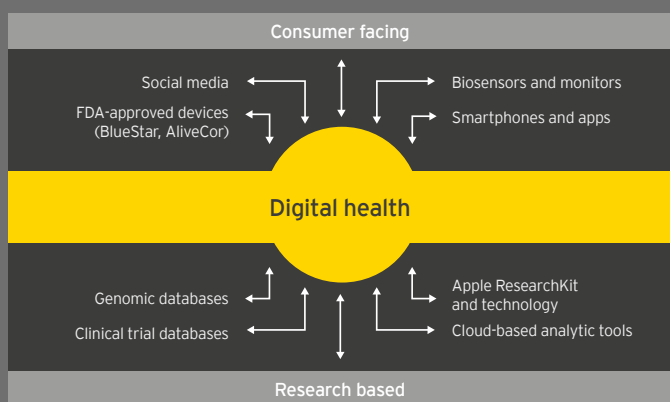 Consumer facing
Social media
Biosensors and monitors
FDA-approved devices
(BlueStar, AliveCor)
Smartphones and apps
Digital health
Genomic databases
Apple ResearchKit
and technology
Clinical trial databases
Cloud-based analytic tools
Research based